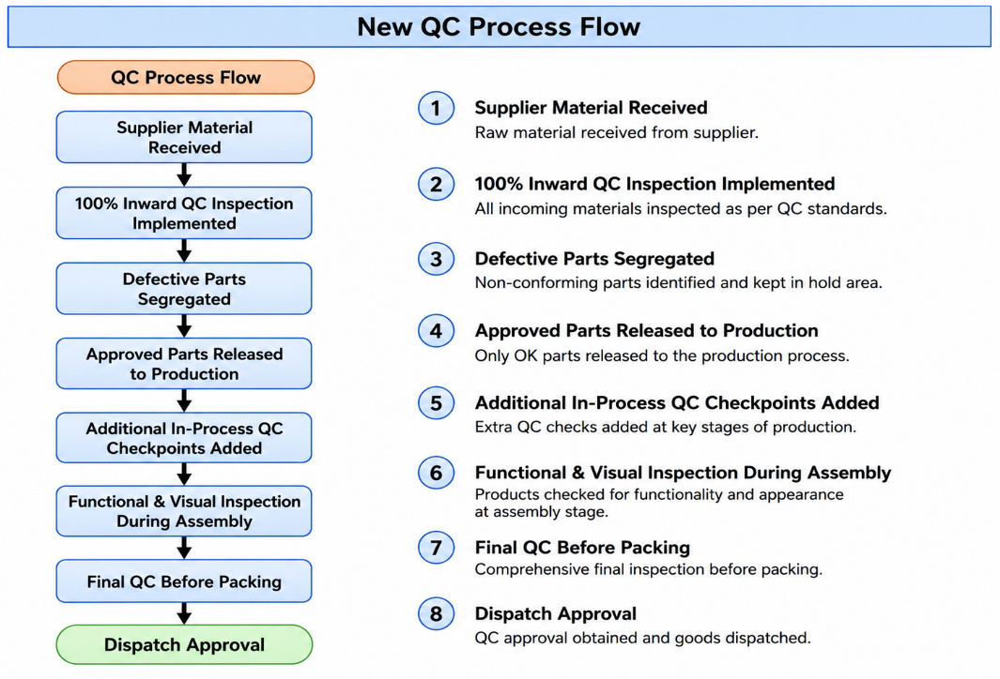 New QC Process Flow
QC Process Flow
Supplier Material
Received
100% Inward QC Inspection
Implemented
Defective Parts
Segregated
Approved Parts Released
to Production
Additional In-Process QC
Checkpoints Added
Functional & Visual Inspection
During Assembly
Final QC Before Packing
Dispatch Approval
1
Supplier Material Received
Raw material received from supplier.
2
100% Inward QC Inspection Implemented
All incoming materials inspected as per QC standards.
3
Defective Parts Segregated
Non-conforming parts identified and kept in hold area.
4
Approved Parts Released to Production
Only OK parts released to the production process.
5
Additional In-Process QC Checkpoints Added
Extra QC checks added at key stages of production.
6
Functional & Visual Inspection During Assembly
Products checked for functionality and appearance
at assembly stage.
7
Final QC Before Packing
Comprehensive final inspection before packing.
8
Dispatch Approval
QC approval obtained and goods dispatched.